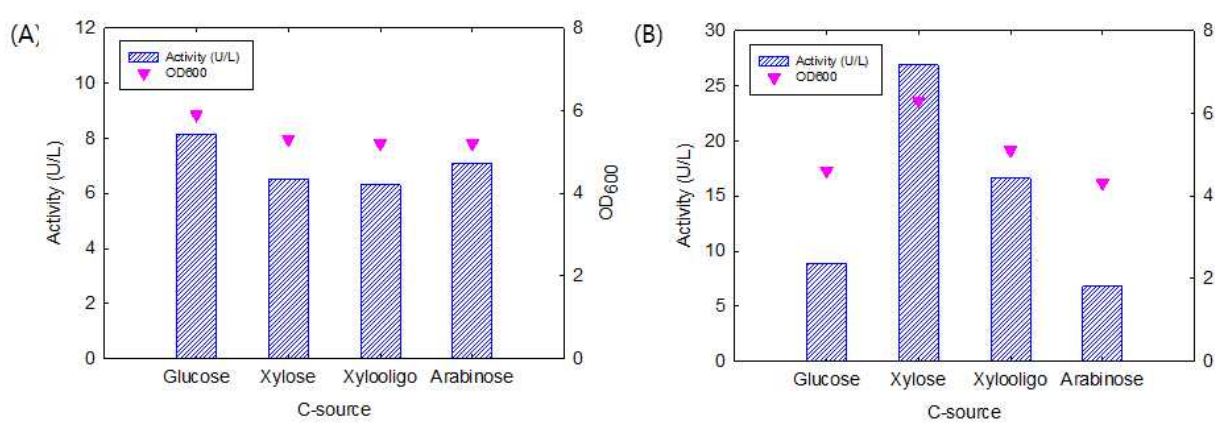 (A)
12
10
8
6
4
2
0
Activity (U/L)
Activity (U/L)
OD600
8
6
4
2
0
OD600
Glucose Xylose Xylooligo Arabinose
C-source
(B)
30
25
20
15
10
5
0
Activity (U/L)
Activity (U/L)
OD600
8
6
4
2
0
Glucose Xylose Xylooligo Arabinose
C-source